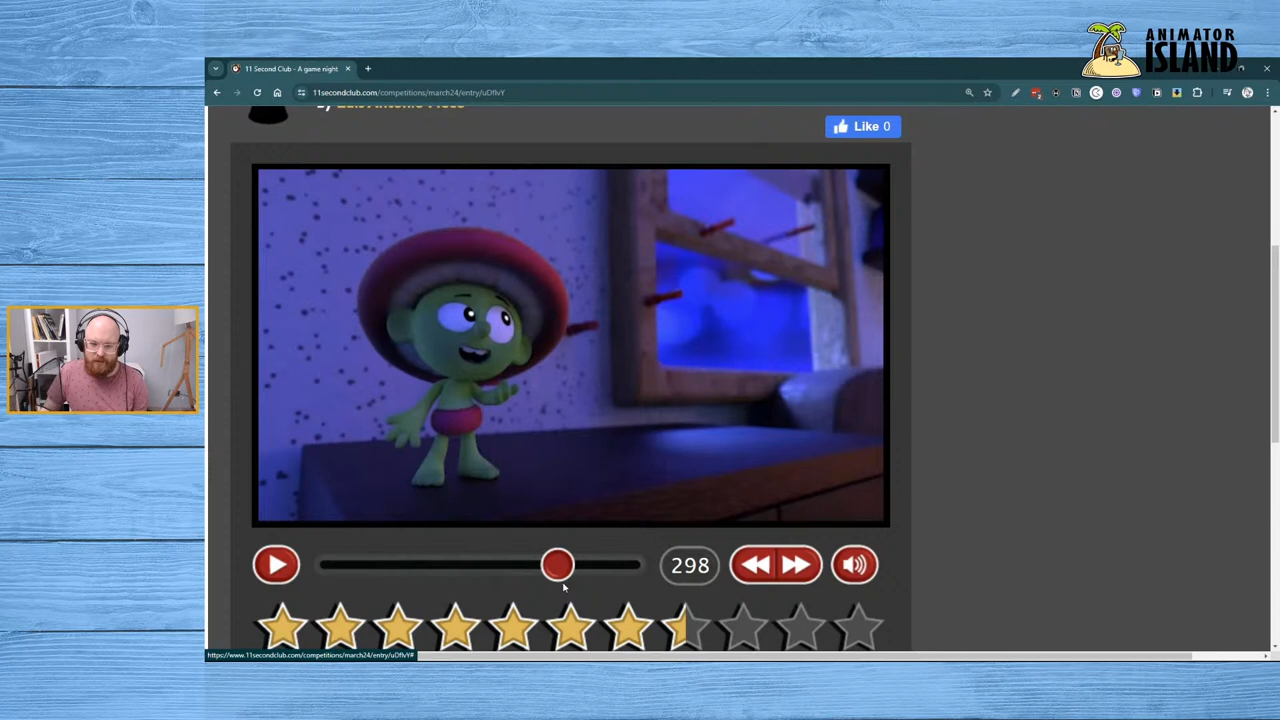 ANIMATOR
ISLAND
11 Second Club - A game night
11secondclub.com/competitions/march24/entry/uDflvY
By
Like 0
298
https://www.11secondclub.com/competitions/march24/entry/uDflvY#